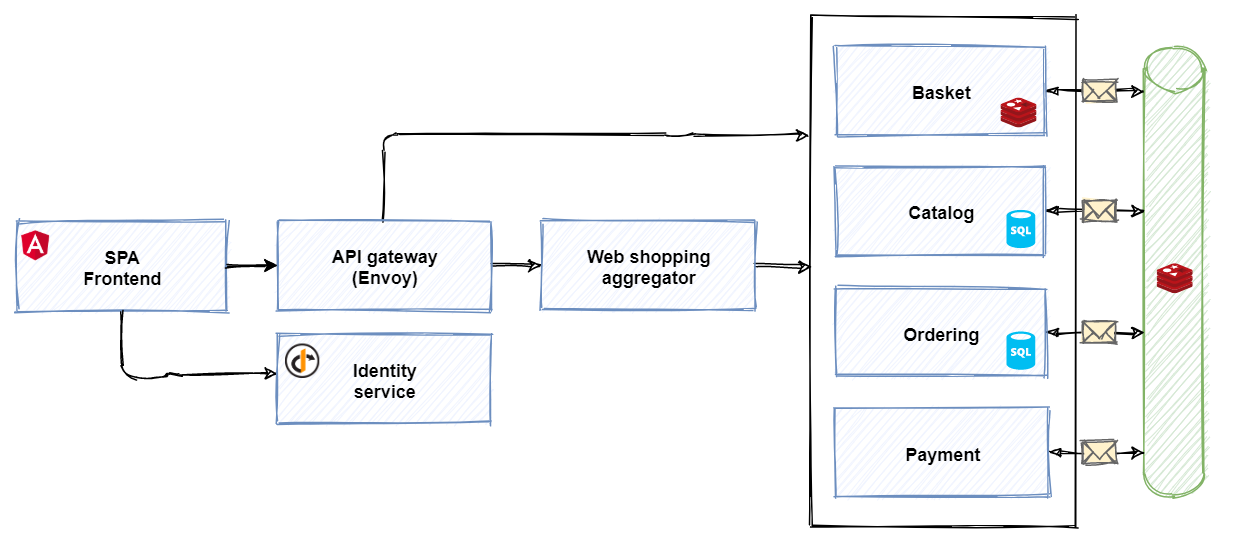 Basket
Catalog
SQL
SPA
Frontend
API gateway
(Envoy)
Web shopping
aggregator
Ordering
SQL
Identity
service
Payment